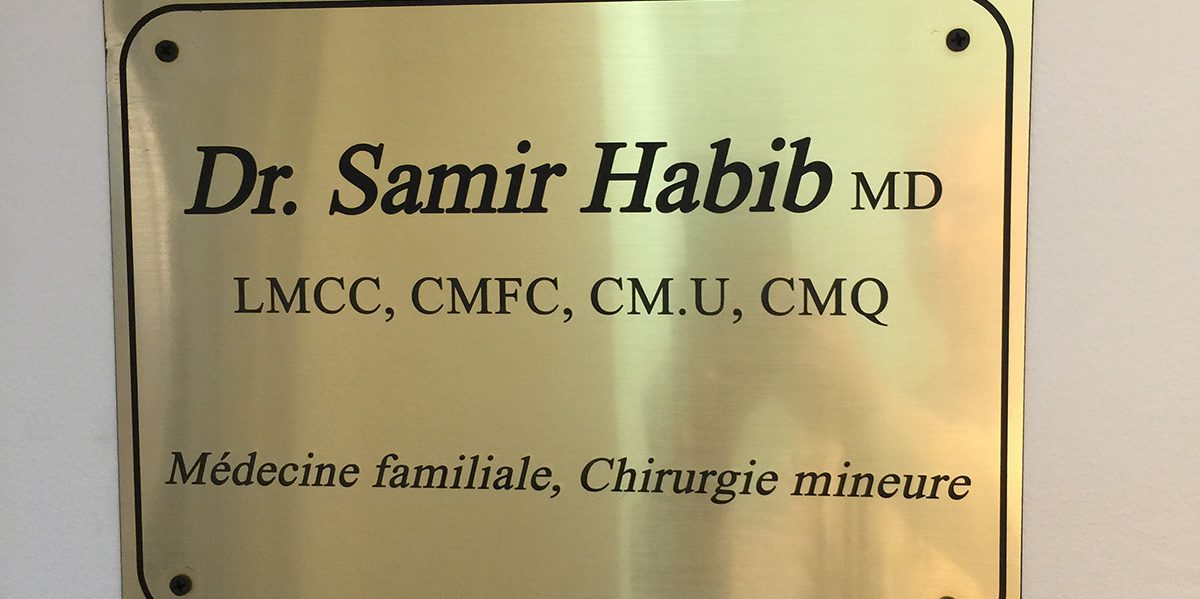 Dr. Samir Habib MD
LMCC, CMFC, CM.U, CMQ
Médecine familiale, Chirurgie mineure